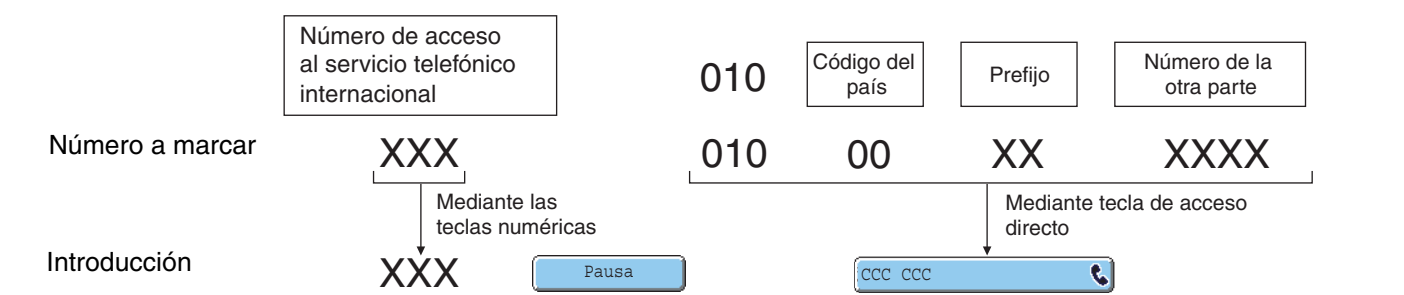 Número de acceso
al servicio telefónico
internacional
010
Código del
país
Prefijo
Número de la
otra parte
Número a marcar
XXX
010 00 XX XXXX
Mediante las
teclas numéricas
Mediante tecla de acceso
directo
Introducción
XXX
Pausa
CCC CCC